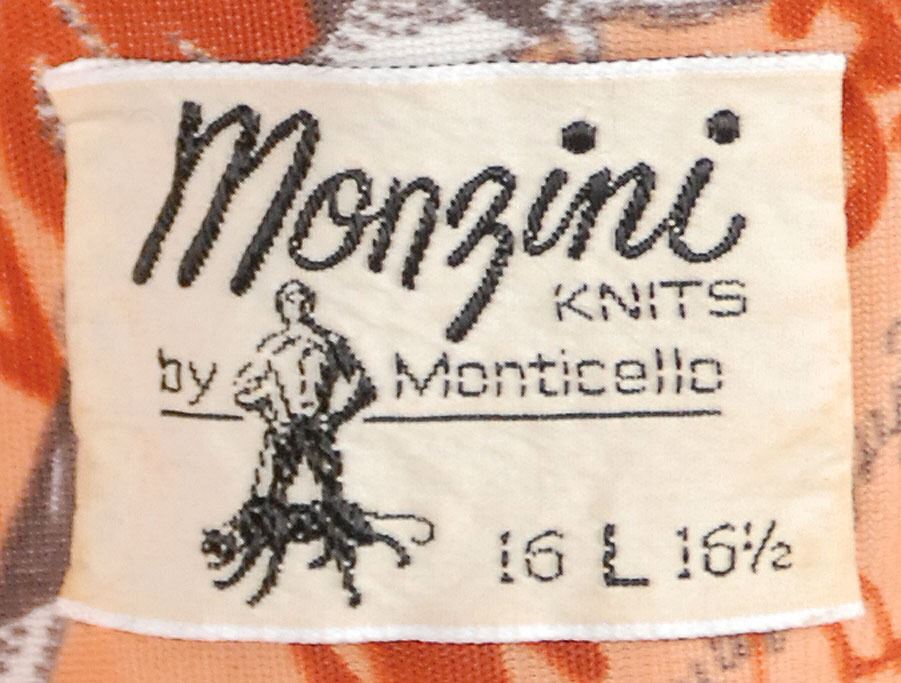 Monzini
KNITS
by Monticello
16 L 16½